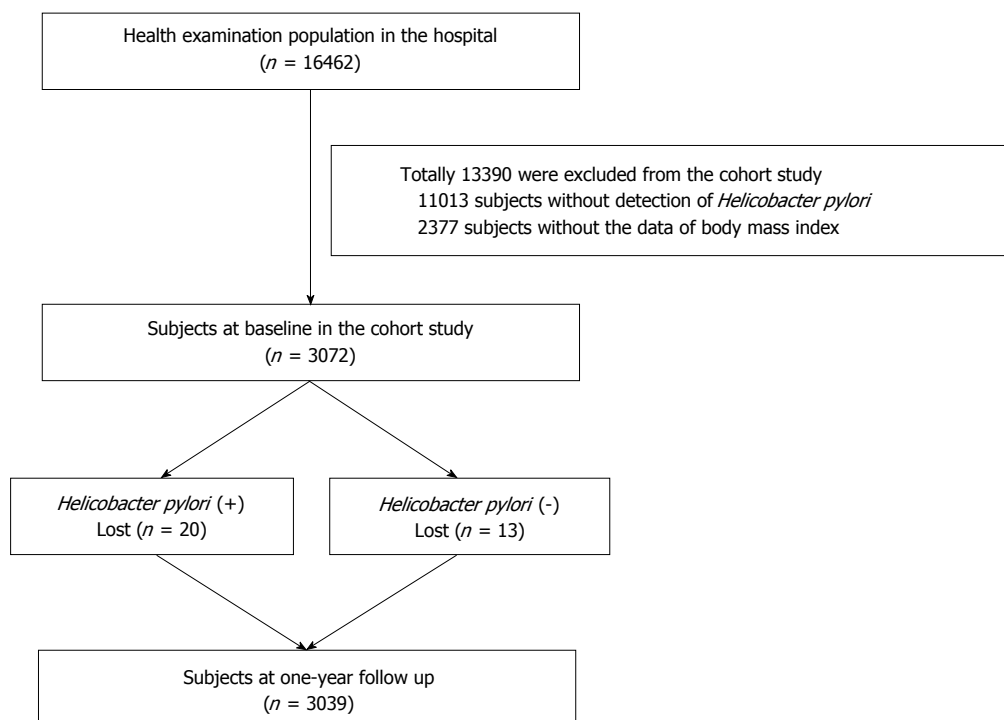 Health examination population in the hospital
(n = 16462)
Totally 13390 were excluded from the cohort study
11013 subjects without detection of Helicobacter pylori
2377 subjects without the data of body mass index
Subjects at baseline in the cohort study
(n = 3072)
Helicobacter pylori (+)
Lost (n = 20)
Helicobacter pylori (-)
Lost (n = 13)
Subjects at one-year follow up
(n = 3039)